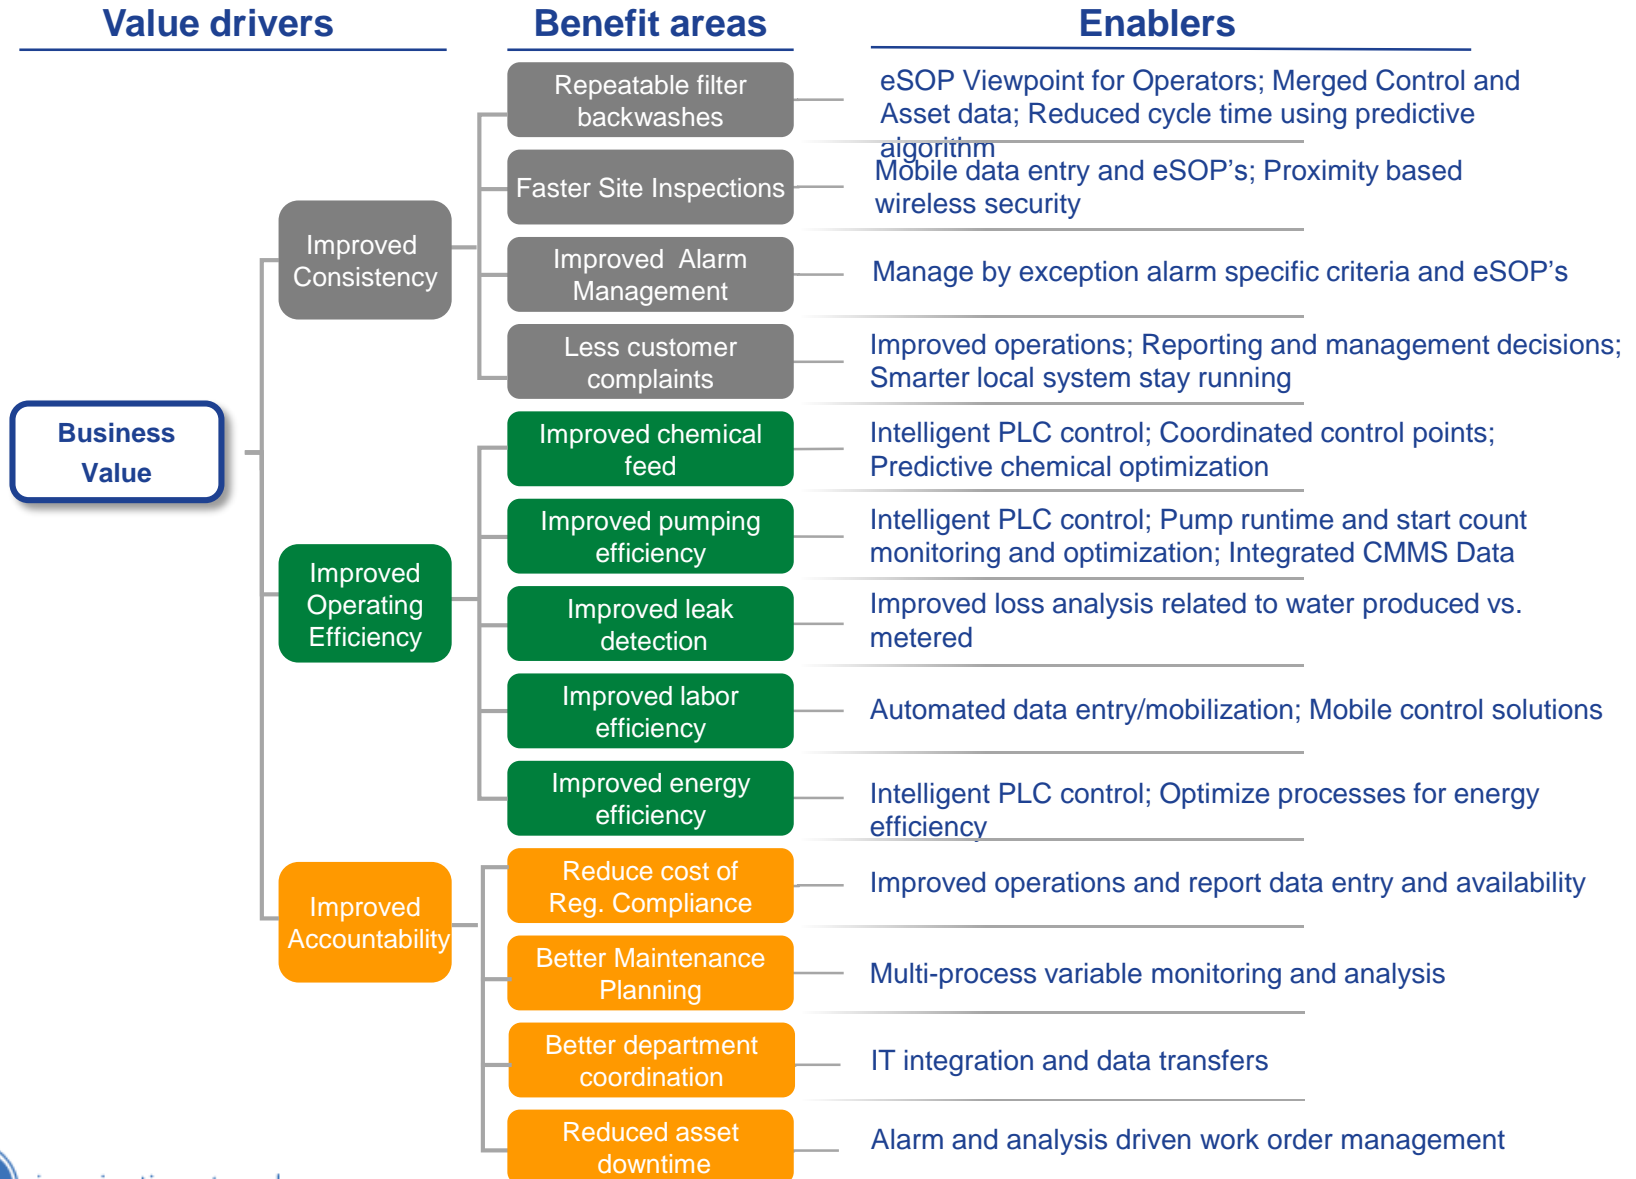 Value drivers
Benefit areas
Enablers
Business
Value
Improved
Consistency
Repeatable filter
backwashes
eSOP Viewpoint for Operators; Merged Control and
Asset data; Reduced cycle time using predictive
algorithm
Faster Site Inspections
Mobile data entry and eSOP's; Proximity based
wireless security
Improved Alarm
Management
Manage by exception alarm specific criteria and eSOP's
Less customer
complaints
Improved operations; Reporting and management decisions;
Smarter local system stay running
Improved
Operating
Efficiency
Improved chemical
feed
Intelligent PLC control; Coordinated control points;
Predictive chemical optimization
Improved pumping
efficiency
Intelligent PLC control; Pump runtime and start count
monitoring and optimization; Integrated CMMS Data
Improved leak
detection
Improved loss analysis related to water produced vs.
metered
Improved labor
efficiency
Automated data entry/mobilization; Mobile control solutions
Improved energy
efficiency
Intelligent PLC control; Optimize processes for energy
efficiency
Improved
Accountability
Reduce cost of
Reg. Compliance
Improved operations and report data entry and availability
Better Maintenance
Planning
Multi-process variable monitoring and analysis
Better department
coordination
IT integration and data transfers
Reduced asset
downtime
Alarm and analysis driven work order management